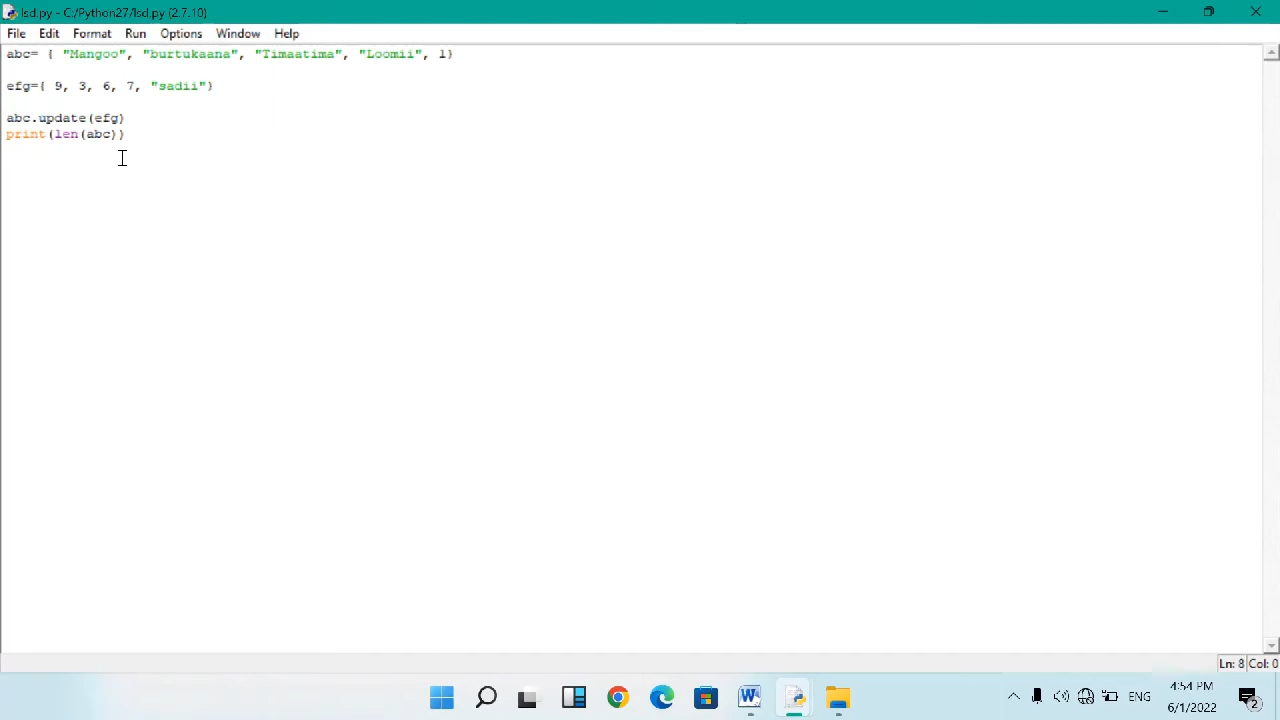 lsd.py - C:/Python27/lsd.py (2.7.10)
File Edit Format Run Options Window Help
abc= { "Mangoo", "burtukaana", "Timaatima", "Loomii", 1}
efg={ 9, 3, 6, 7, "sadii"}
abc.update(efg)
print(len(abc))
Ln: 8 Col: 0
ENG
4:54 PM
6/1/2022
2